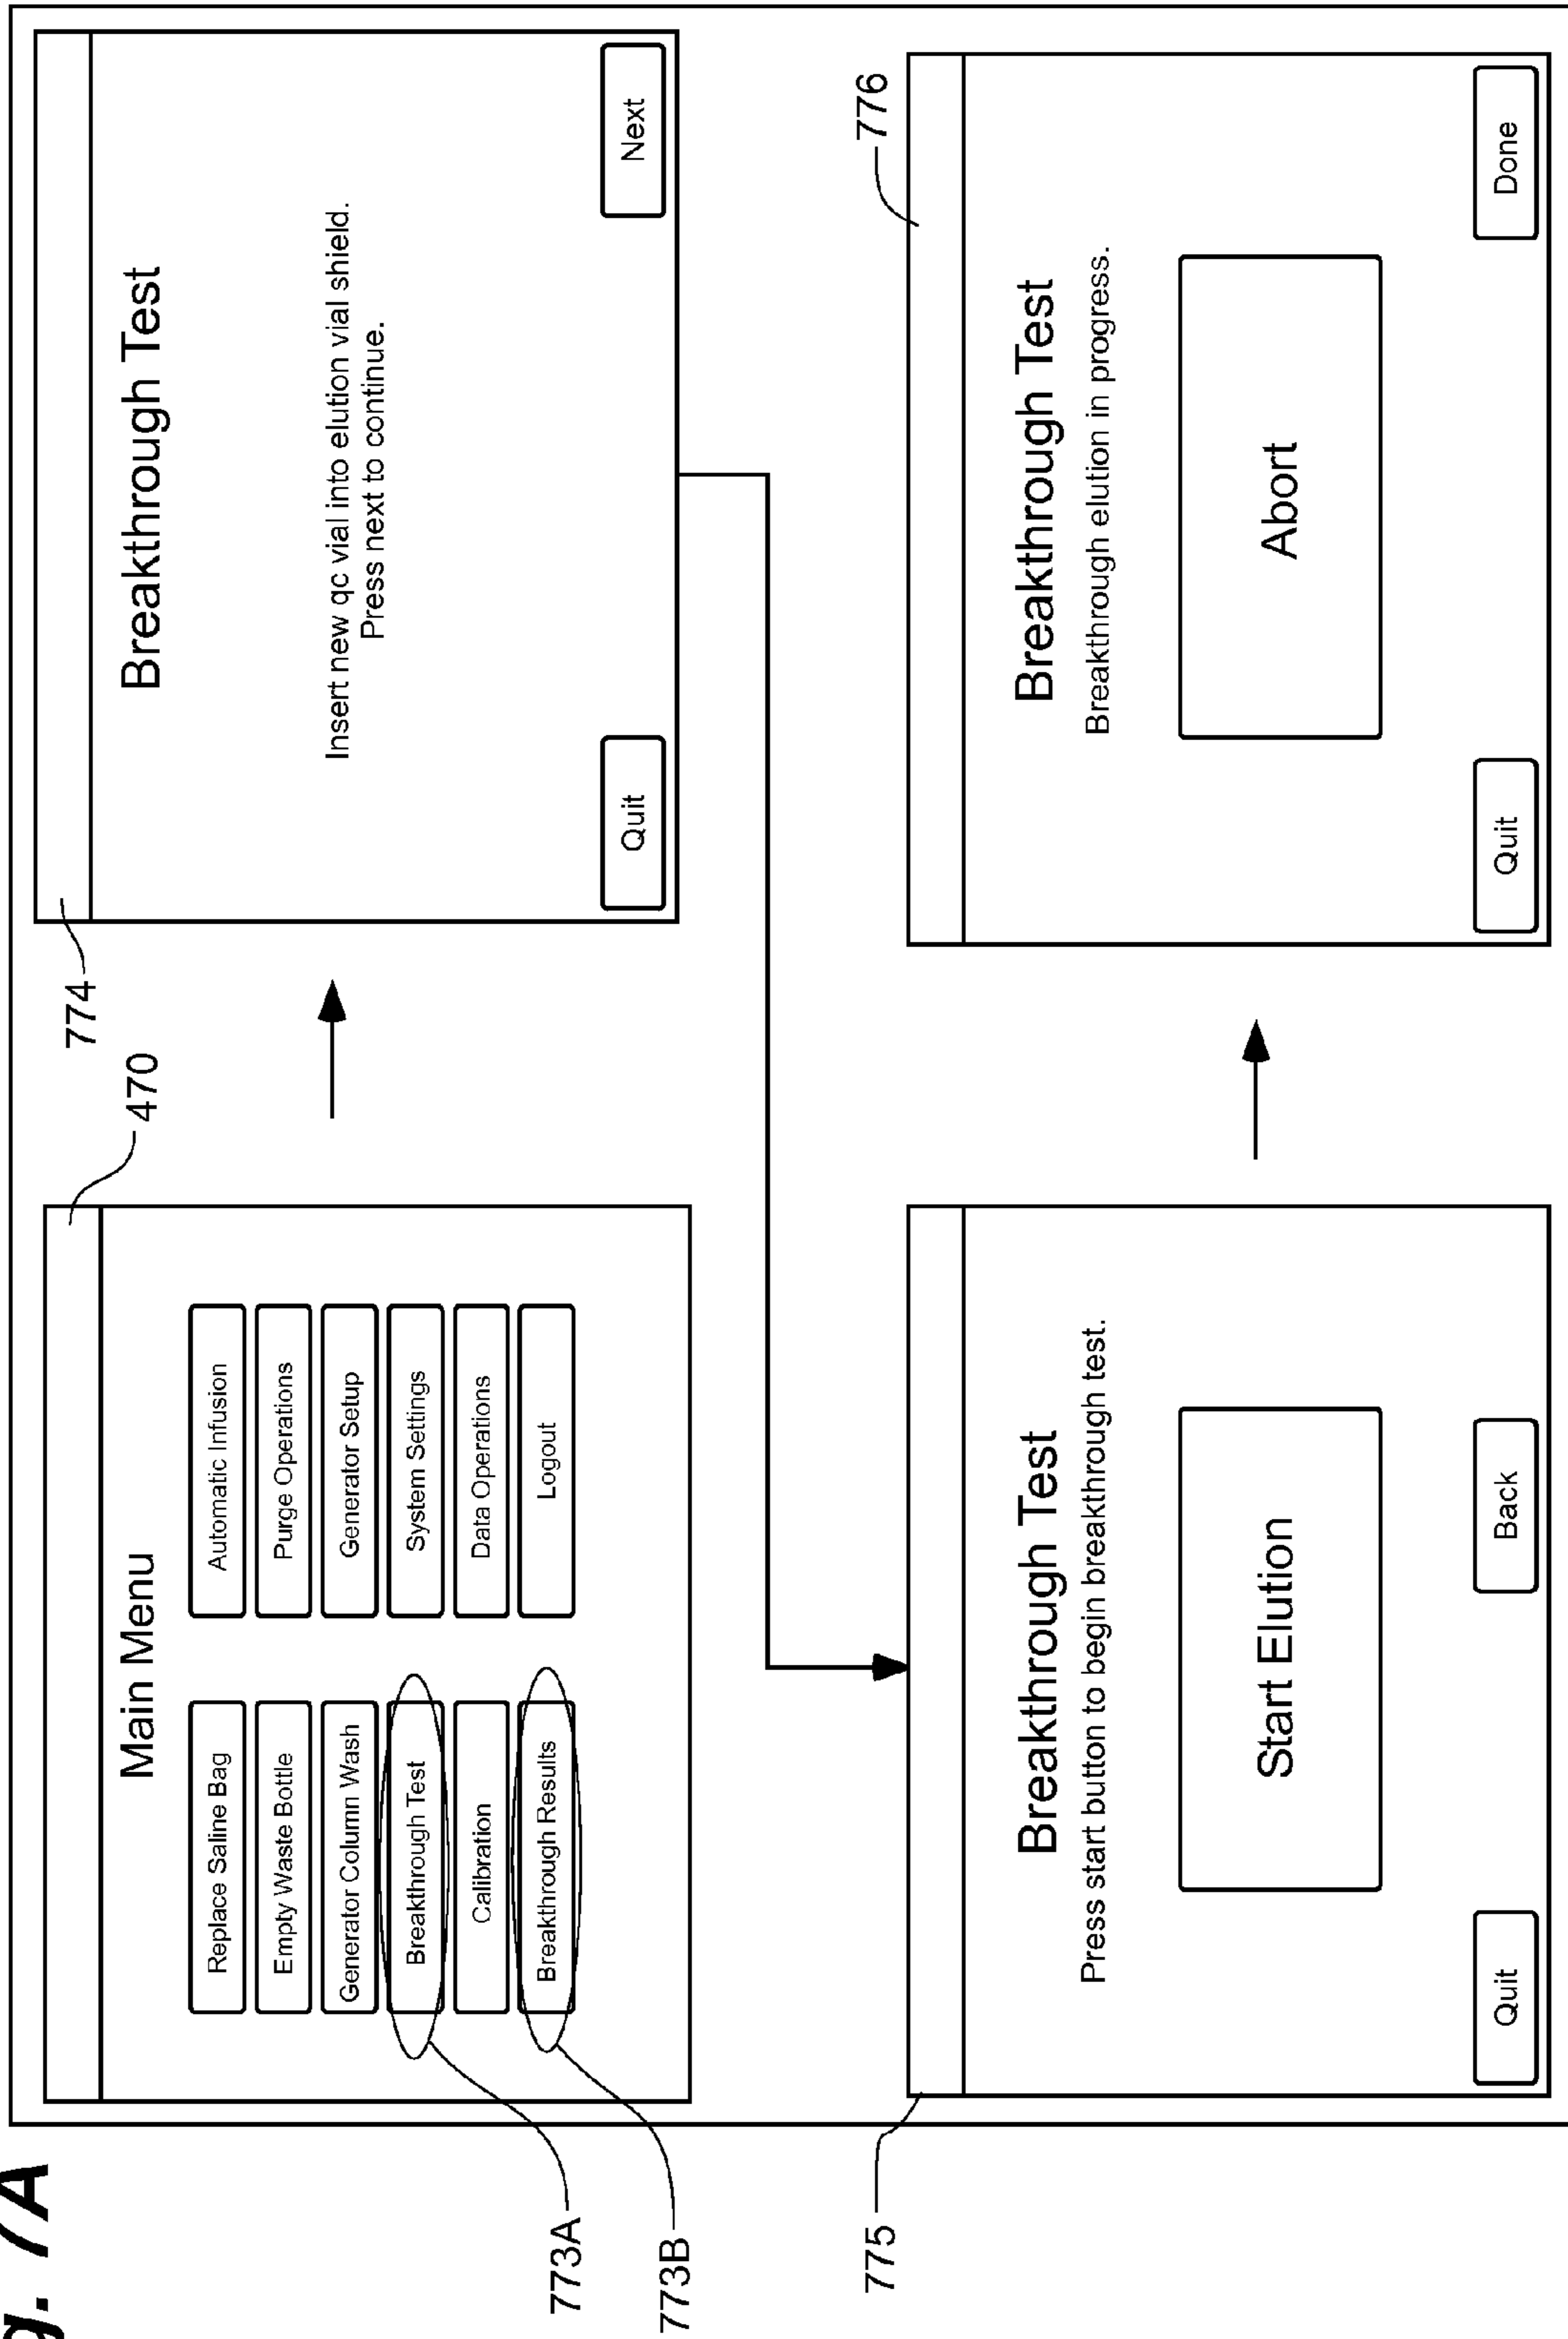 g. 7A
470
Main Menu
Replace Saline Bag
Empty Waste Bottle
Generator Column Wash
Breakthrough Test
Calibration
Breakthrough Results
Automatic Infusion
Purge Operations
Generator Setup
System Settings
Data Operations
Logout
773A
773B
774
Breakthrough Test
Insert new qc vial into elution vial shield.
Press next to continue.
Quit
Next
775
Breakthrough Test
Press start button to begin breakthrough test.
Start Elution
Quit
Back
776
Breakthrough Test
Breakthrough elution in progress.
Abort
Quit
Done